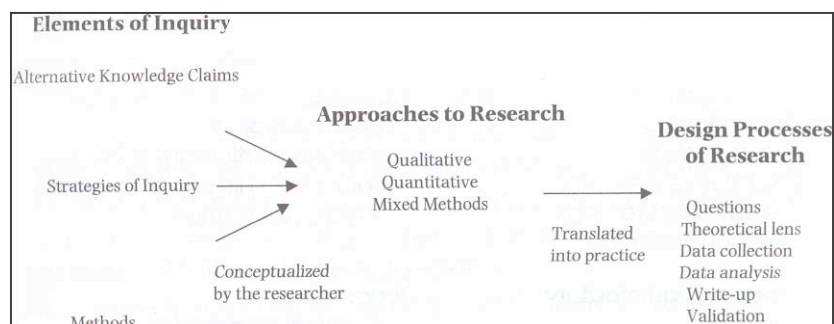 Elements of Inquiry
Alternative Knowledge Claims
Approaches to Research
Design Processes
of Research
Qualitative
Quantitative
Mixed Methods
Strategies of Inquiry
Questions
Theoretical lens
Data collection
Data analysis
Write-up
Validation
Translated
into practice
Conceptualized
by the researcher
Methods